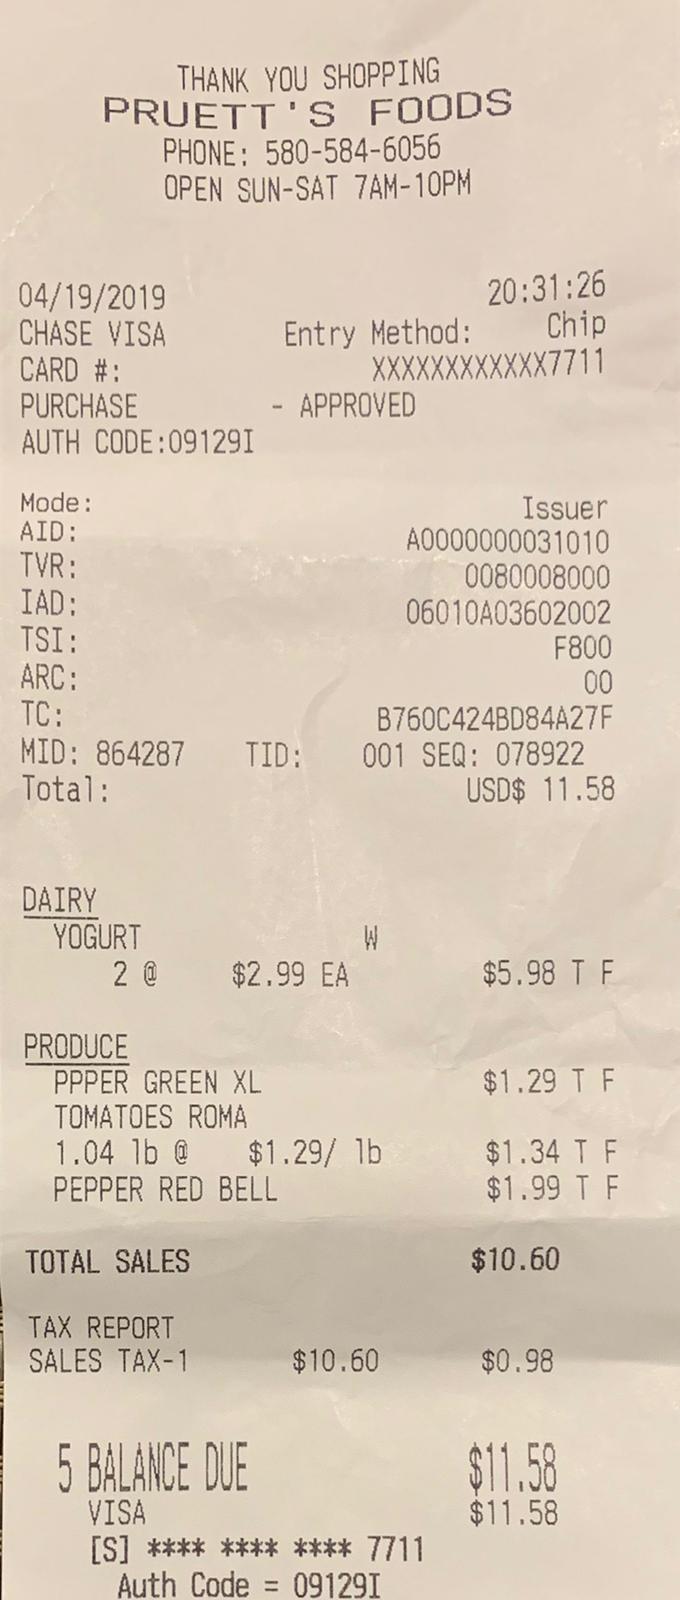 THANK YOU SHOPPING
PRUETT'S FOODS
PHONE: 580-584-6056
OPEN SUN-SAT 7AM-10PM
04/19/2019 20:31:26
CHASE VISA Entry Method: Chip
CARD #: XXXXXXXXXXXX7711
PURCHASE - APPROVED
AUTH CODE:09129I
Mode: Issuer
AID: A0000000031010
TVR: 0080008000
IAD: 06010A03602002
TSI: F800
ARC: 00
TC: B760C424BD84A27F
MID: 864287 TID: 001 SEQ: 078922
Total: USD$ 11.58
DAIRY
YOGURT W
2 @ $2.99 EA $5.98 T F
PRODUCE
PPPER GREEN XL $1.29 T F
TOMATOES ROMA
1.04 lb @ $1.29/ lb $1.34 T F
PEPPER RED BELL $1.99 T F
TOTAL SALES $10.60
TAX REPORT
SALES TAX-1 $10.60 $0.98
5 BALANCE DUE $11.58
VISA $11.58
[S] **** **** **** 7711
Auth Code = 09129I